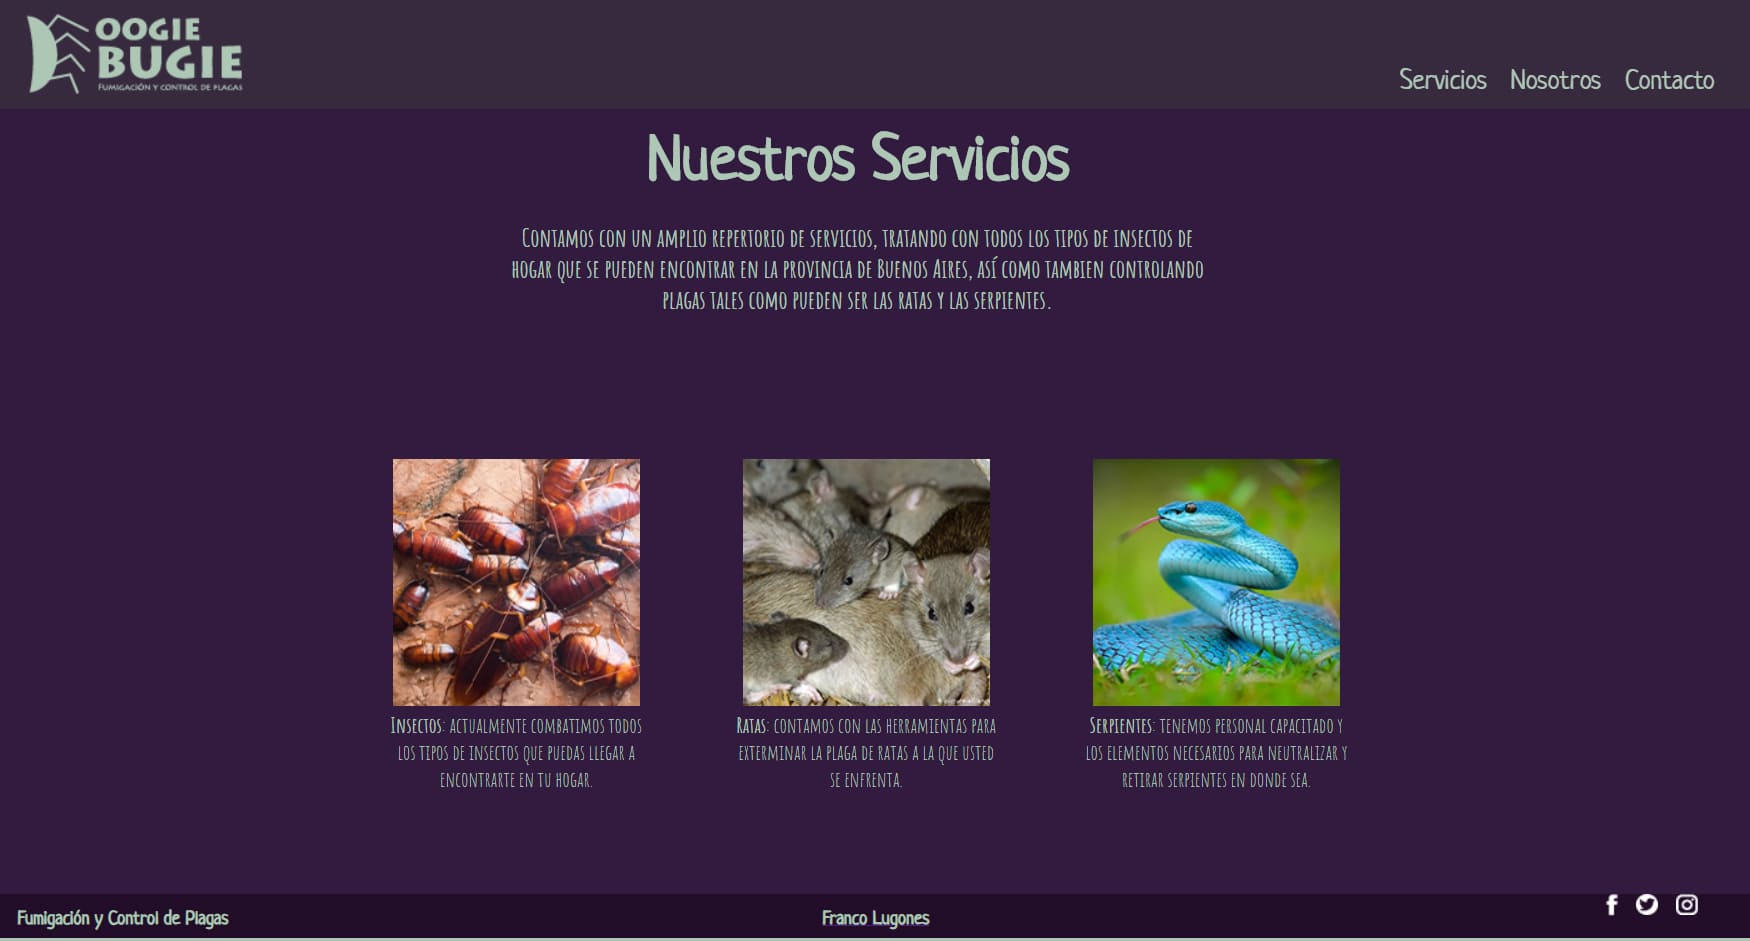 OOGIE
BUGIE
Fumigación y control de plagas
Servicios Nosotros Contacto
Nuestros Servicios
Contamos con un amplio repertorio de servicios, tratando con todos los tipos de insectos de
hogar que se pueden encontrar en la provincia de Buenos Aires, así como tambien controlando
plagas tales como pueden ser las ratas y las serpientes.
Insectos: actualmente combatimos todos
los tipos de insectos que puedas llegar a
encontrarte en tu hogar.
Ratas: contamos con las herramientas para
exterminar la plaga de ratas a la que usted
se enfrenta.
Serpientes: tenemos personal capacitado y
los elementos necesarios para neutralizar y
retirar serpientes en donde sea.
Fumigación y Control de Plagas
Franco Lugones